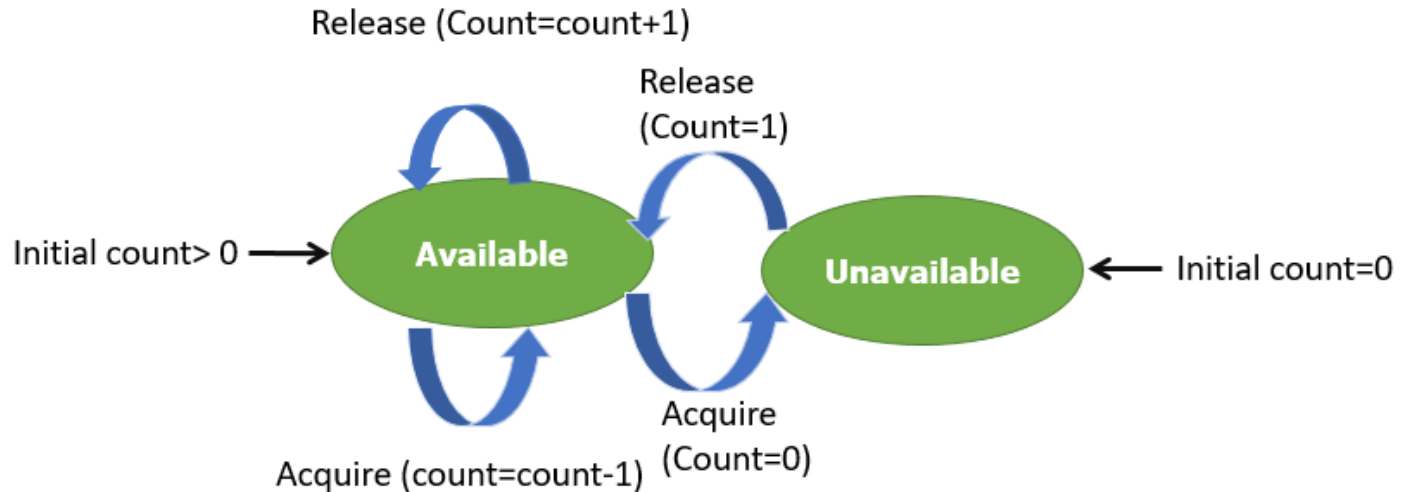 Release (Count=count+1)
Release
(Count=1)
Initial count> 0
Available
Unavailable
Initial count=0
Acquire
(Count=0)
Acquire (count=count-1)